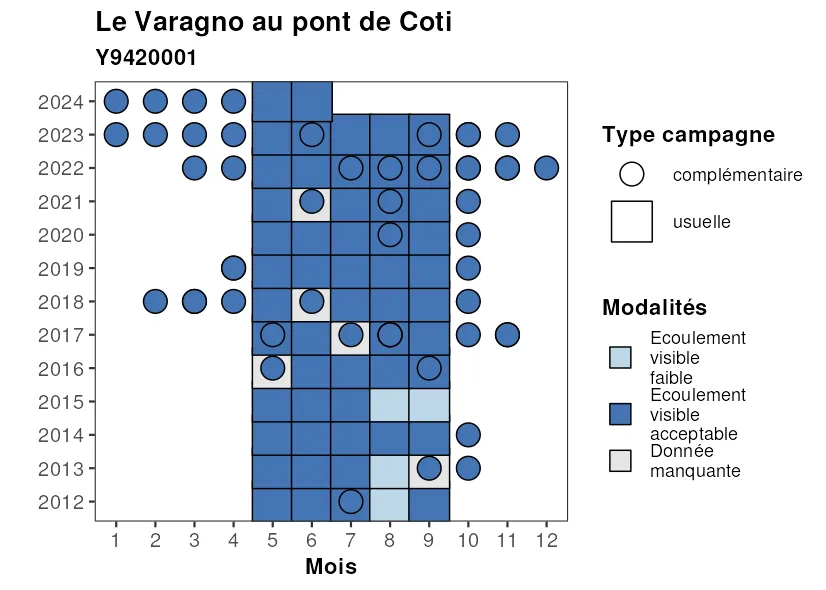 Le Varagno au pont de Coti
Y9420001
2024
2023
2022
2021
2020
2019
2018
2017
2016
2015
2014
2013
2012
1 2 3 4 5 6 7 8 9 10 11 12
Mois
Type campagne
complémentaire
usuelle
Modalités
Ecoulement
visible
faible
Ecoulement
visible
acceptable
Donnée
manquante